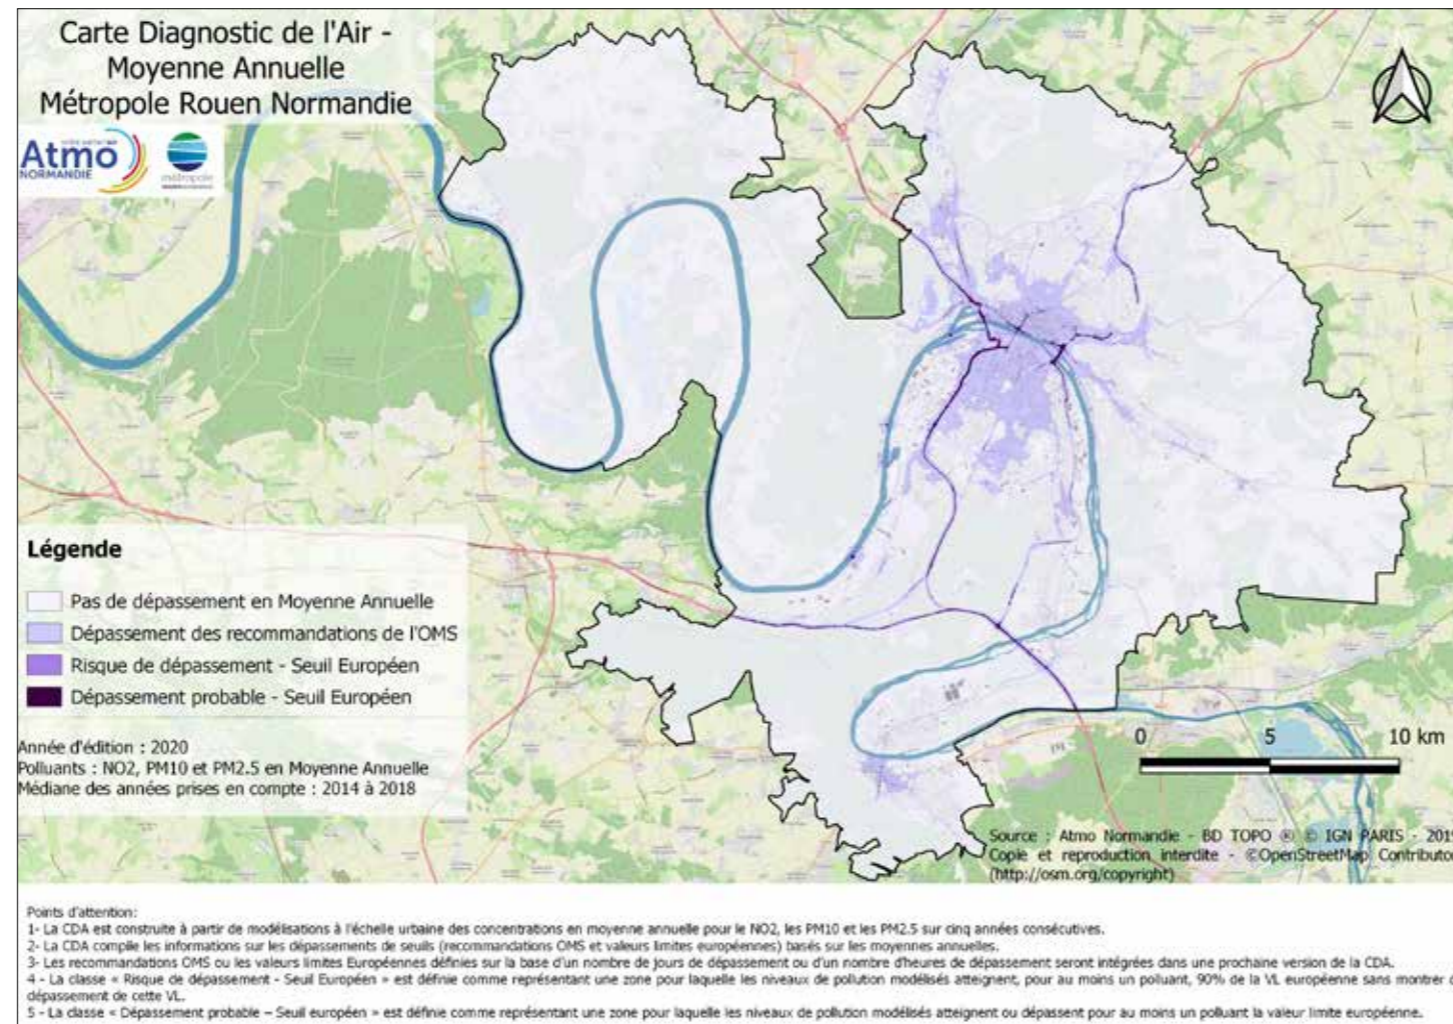 Carte Diagnostic de l'Air -
Moyenne Annuelle
Métropole Rouen Normandie
Atmo
NORMANDIE
métropole
Légende
Pas de dépassement en Moyenne Annuelle
Dépassement des recommandations de l'OMS
Risque de dépassement - Seuil Européen
Dépassement probable - Seuil Européen
Année d'édition : 2020
Polluants : NO2, PM10 et PM2.5 en Moyenne Annuelle
Médiane des années prises en compte : 2014 à 2018
0 5 10 km
Source : Atmo Normandie - BD TOPO ® © IGN PARIS - 201
Copie et reproduction interdite - ©OpenStreetMap Contributo
(http://osm.org/copyright)
Points d'attention:
1- La CDA est construite à partir de modélisations à l'échelle urbaine des concentrations en moyenne annuelle pour le NO2, les PM10 et les PM2.5 sur cinq années consécutives.
2- La CDA compile les informations sur les dépassements de seuils (recommandations OMS et valeurs limites européennes) basés sur les moyennes annuelles.
3- Les recommandations OMS ou les valeurs limites Européennes définies sur la base d'un nombre de jours de dépassement ou d'un nombre d'heures de dépassement seront intégrées dans une prochaine version de la CDA.
4 - La classe « Risque de dépassement - Seuil Européen » est définie comme représentant une zone pour laquelle les niveaux de pollution modélisés atteignent, pour au moins un polluant, 90% de la VL européenne sans montrer
dépassement de cette VL.
5 - La classe « Dépassement probable – Seuil européen » est définie comme représentant une zone pour laquelle les niveaux de pollution modélisés atteignent ou dépassent pour au moins un polluant la valeur limite européenne.